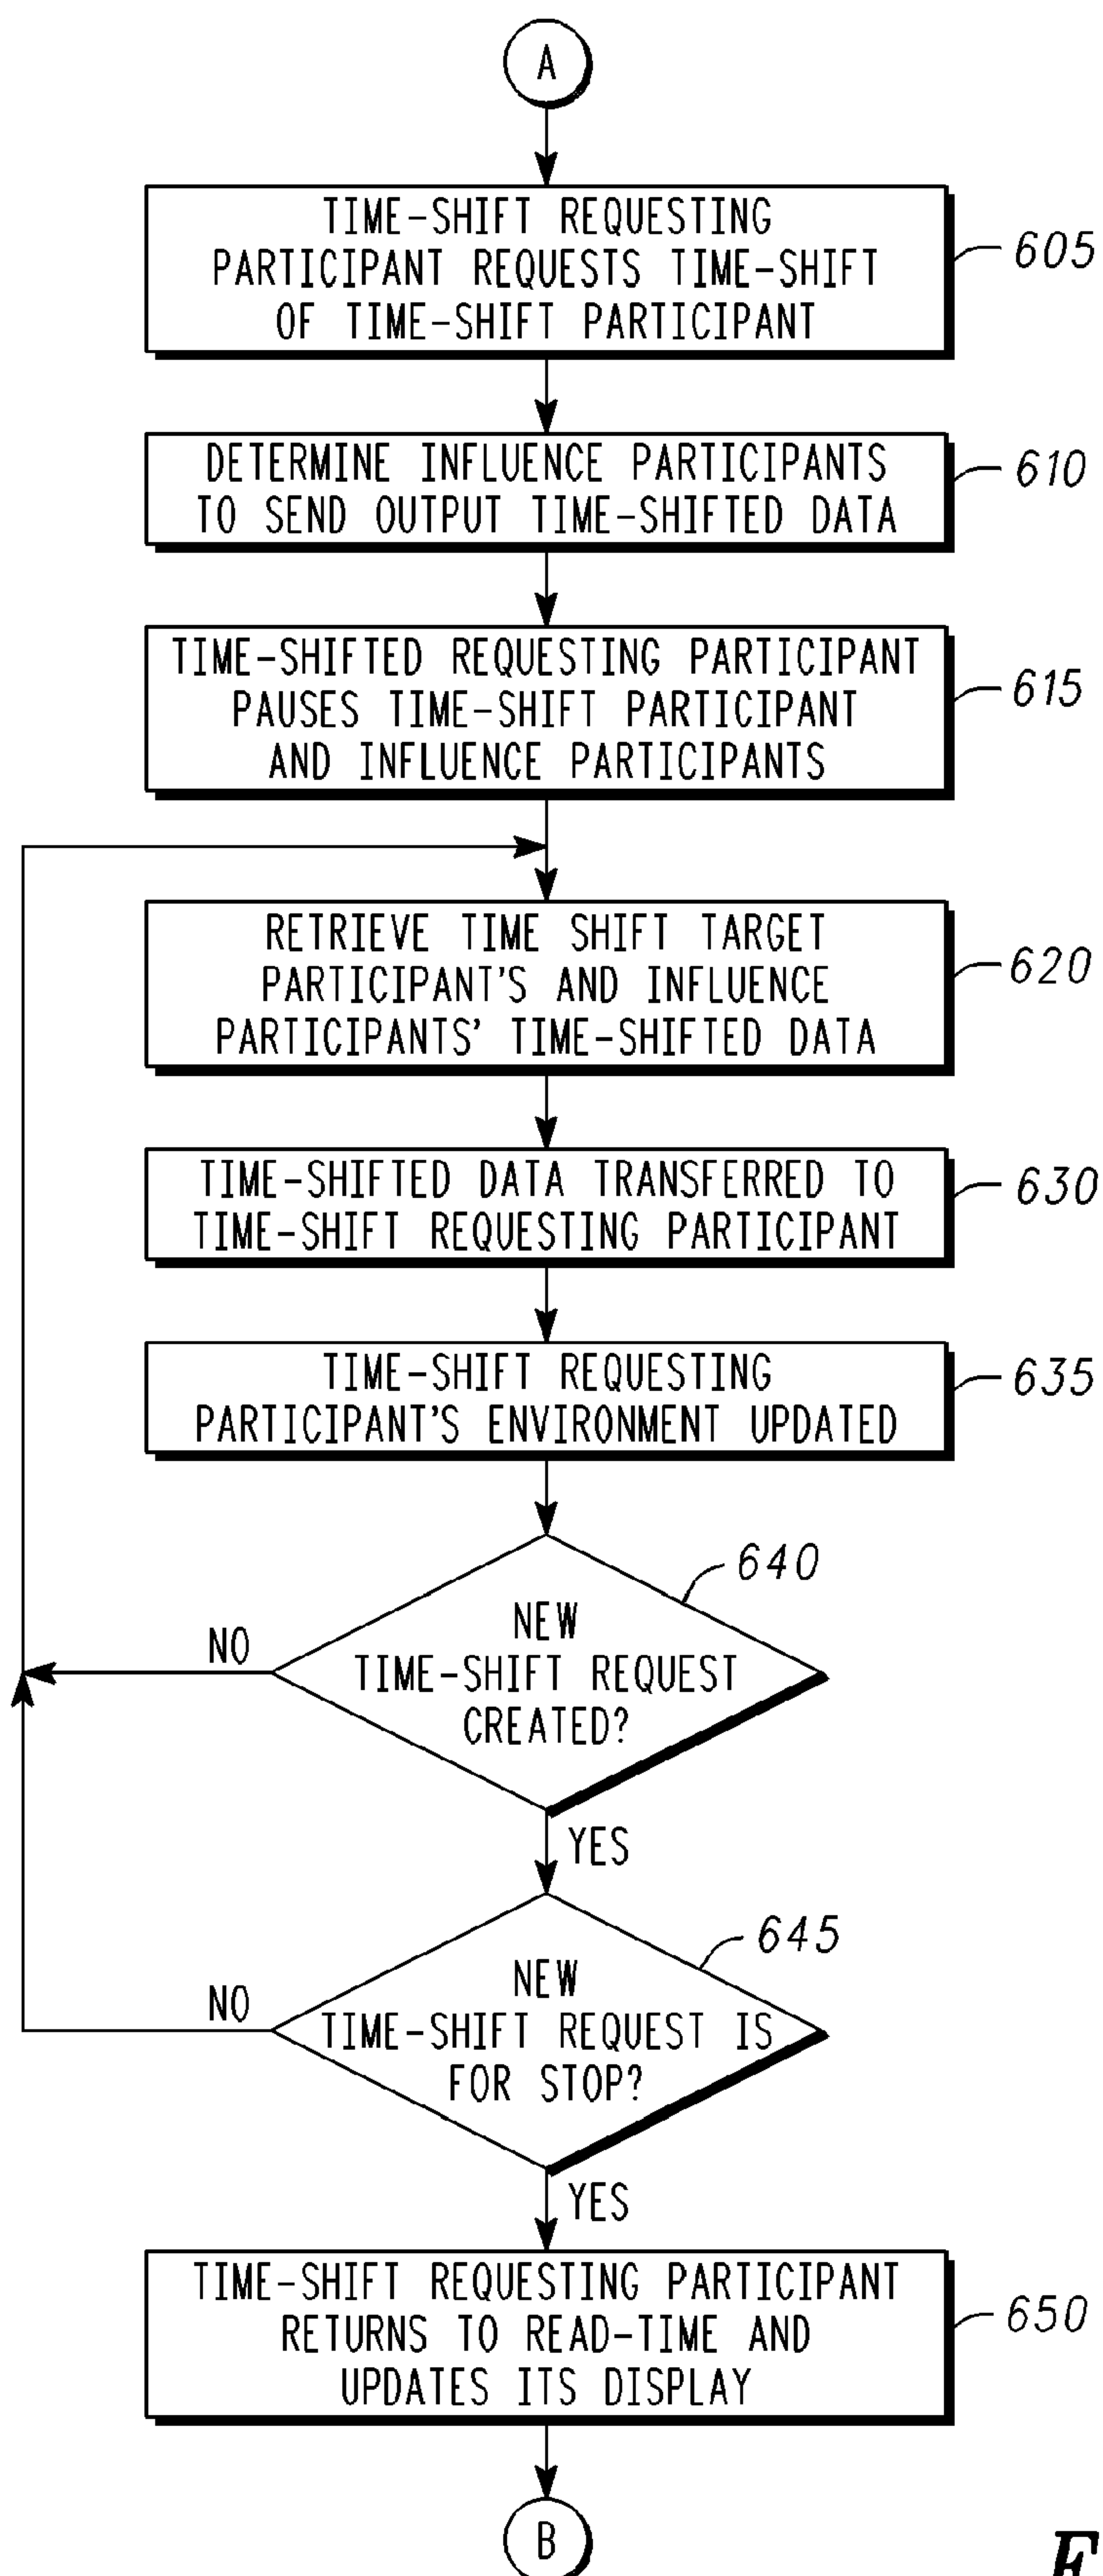 A
TIME-SHIFT REQUESTING
PARTICIPANT REQUESTS TIME-SHIFT
OF TIME-SHIFT PARTICIPANT
605
DETERMINE INFLUENCE PARTICIPANTS
TO SEND OUTPUT TIME-SHIFTED DATA
610
TIME-SHIFTED REQUESTING PARTICIPANT
PAUSES TIME-SHIFT PARTICIPANT
AND INFLUENCE PARTICIPANTS
615
RETRIEVE TIME SHIFT TARGET
PARTICIPANT'S AND INFLUENCE
PARTICIPANTS' TIME-SHIFTED DATA
620
TIME-SHIFTED DATA TRANSFERRED TO
TIME-SHIFT REQUESTING PARTICIPANT
630
TIME-SHIFT REQUESTING
PARTICIPANT'S ENVIRONMENT UPDATED
635
640
NO
NEW
TIME-SHIFT REQUEST
CREATED?
YES
645
NO
NEW
TIME-SHIFT REQUEST IS
FOR STOP?
YES
TIME-SHIFT REQUESTING PARTICIPANT
RETURNS TO READ-TIME AND
UPDATES ITS DISPLAY
650
B